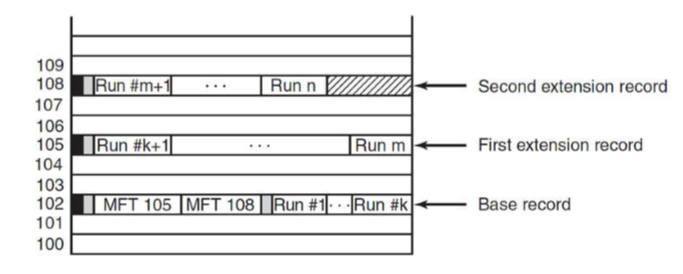 109
108 Run #m+1 · · · Run n Second extension record
107
106
105 Run #k+1 · · · Run m First extension record
104
103
102 MFT 105 MFT 108 Run #1 · · · Run #k Base record
101
100